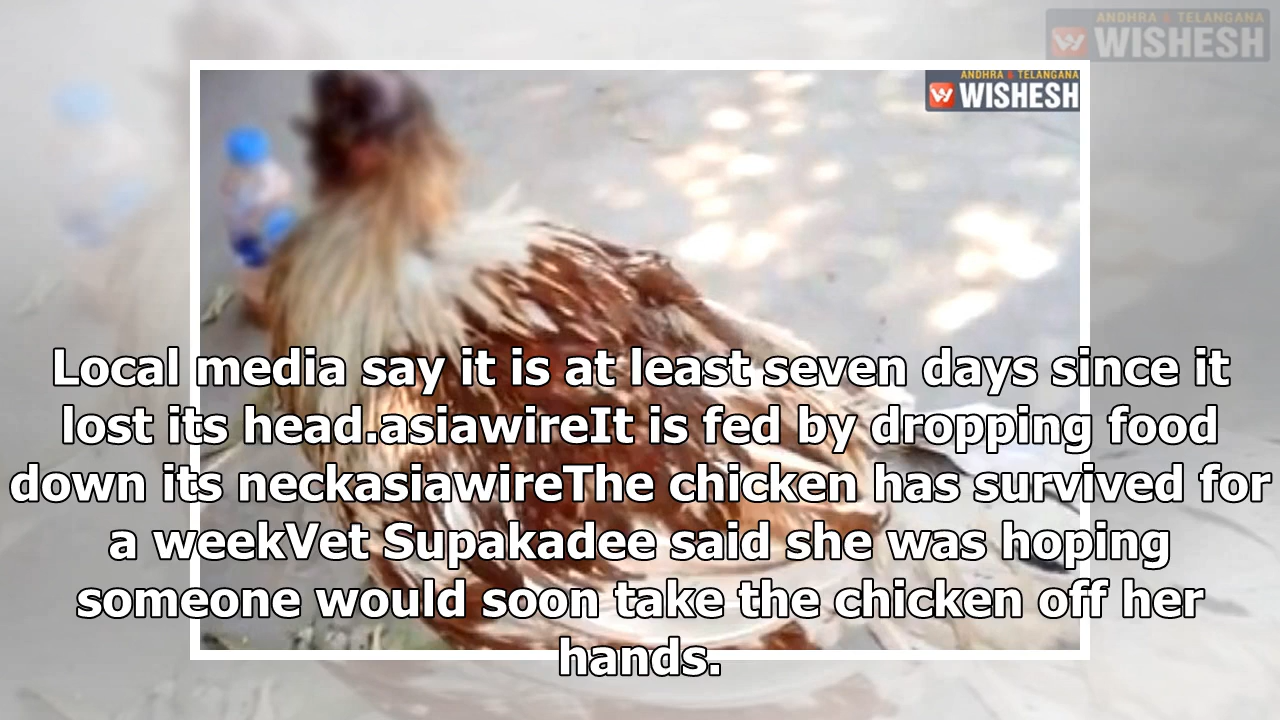 ANDHRA & TELANGANA
WISHESH
ANDHRA & TELANGANA
WISHESH
Local media say it is at least seven days since it
lost its head.asiawireIt is fed by dropping food
down its neckasiawireThe chicken has survived for
a weekVet Supakadee said she was hoping
someone would soon take the chicken off her
hands.